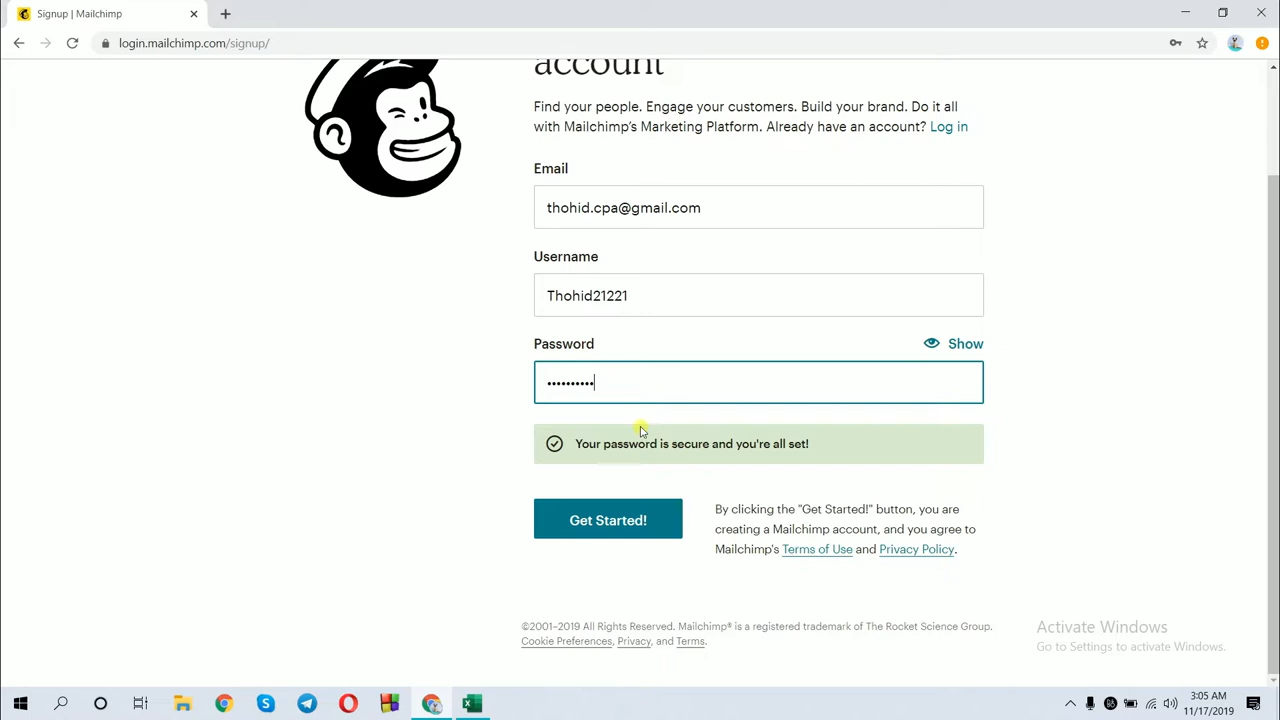 Signup | Mailchimp
login.mailchimp.com/signup/
account
Find your people. Engage your customers. Build your brand. Do it all
with Mailchimp's Marketing Platform. Already have an account? Log in
Email
thohid.cpa@gmail.com
Username
Thohid21221
Password
Show
••••••••••
Your password is secure and you're all set!
Get Started!
By clicking the "Get Started!" button, you are
creating a Mailchimp account, and you agree to
Mailchimp's Terms of Use and Privacy Policy.
©2001–2019 All Rights Reserved. Mailchimp® is a registered trademark of The Rocket Science Group.
Cookie Preferences, Privacy, and Terms.
Activate Windows
Go to Settings to activate Windows.
3:05 AM
11/17/2019